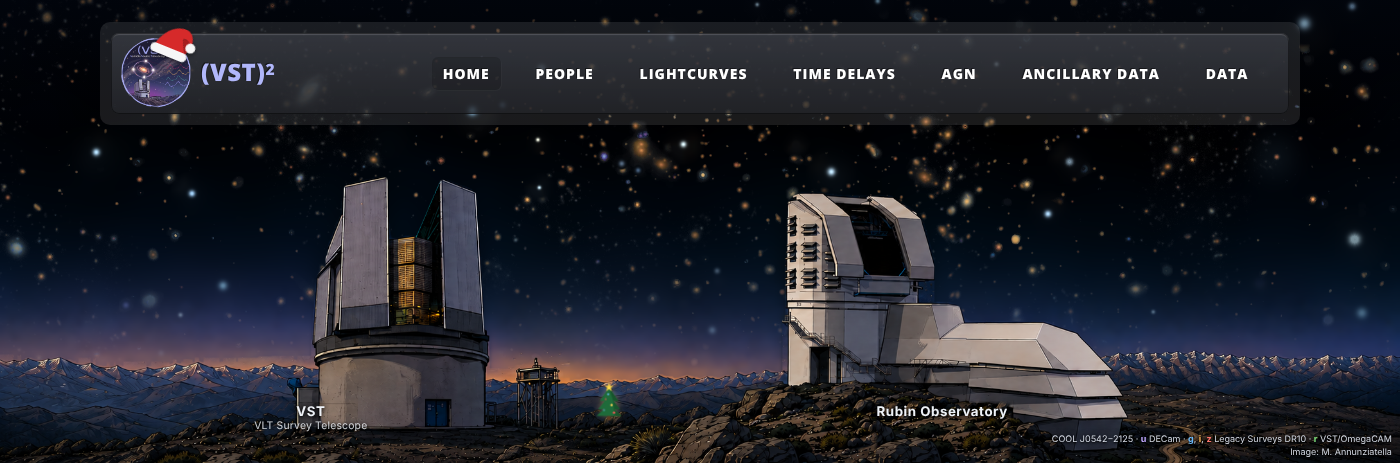 (VST)²
HOME PEOPLE LIGHTCURVES TIME DELAYS AGN ANCILLARY DATA DATA
VST
VLT Survey Telescope
Rubin Observatory
COOL J0542−2125 · u DECam · g, i, z Legacy Surveys DR10 · r VST/OmegaCAM
Image: M. Annunziatella